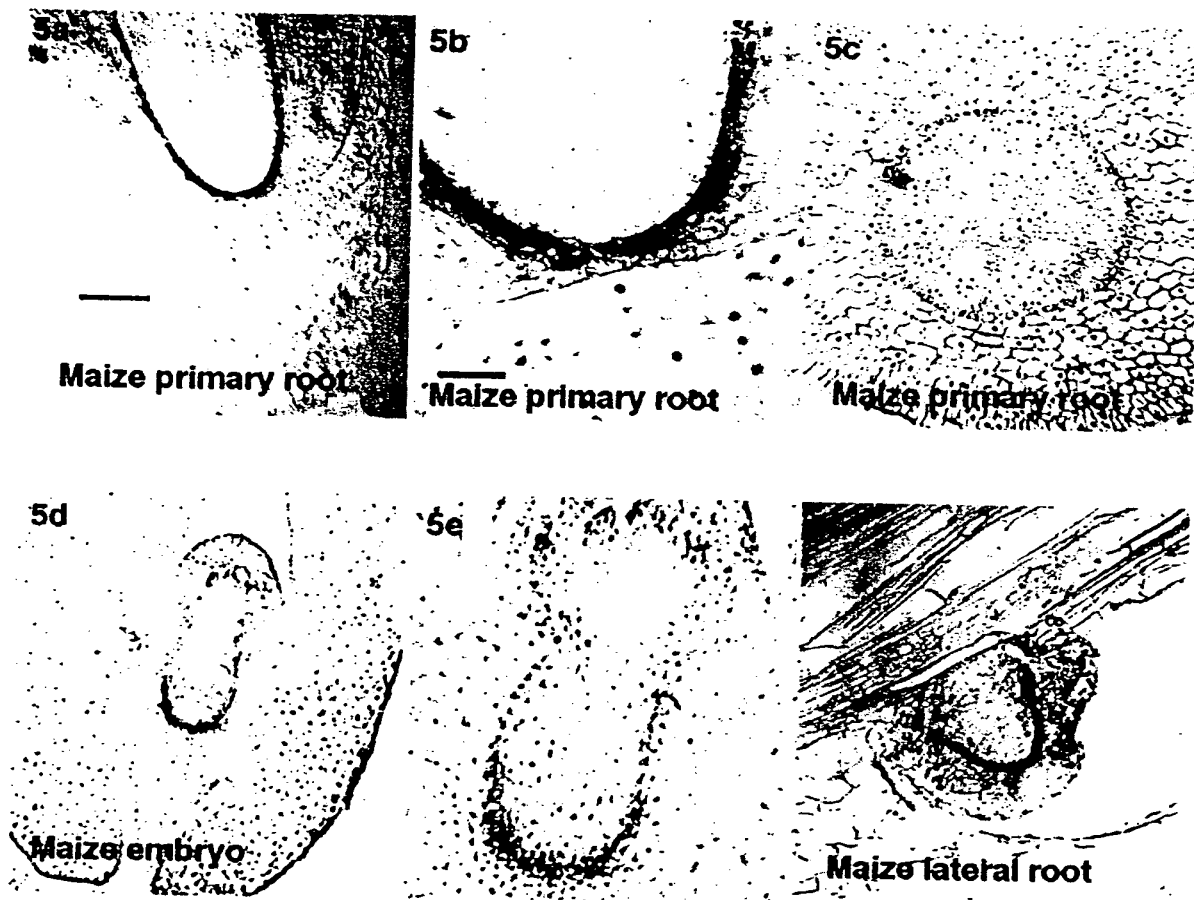 5a
5b
5c
Maize primary root
Maize primary root
Maize primary root
5d
5e
Maize embryo
Maize lateral root